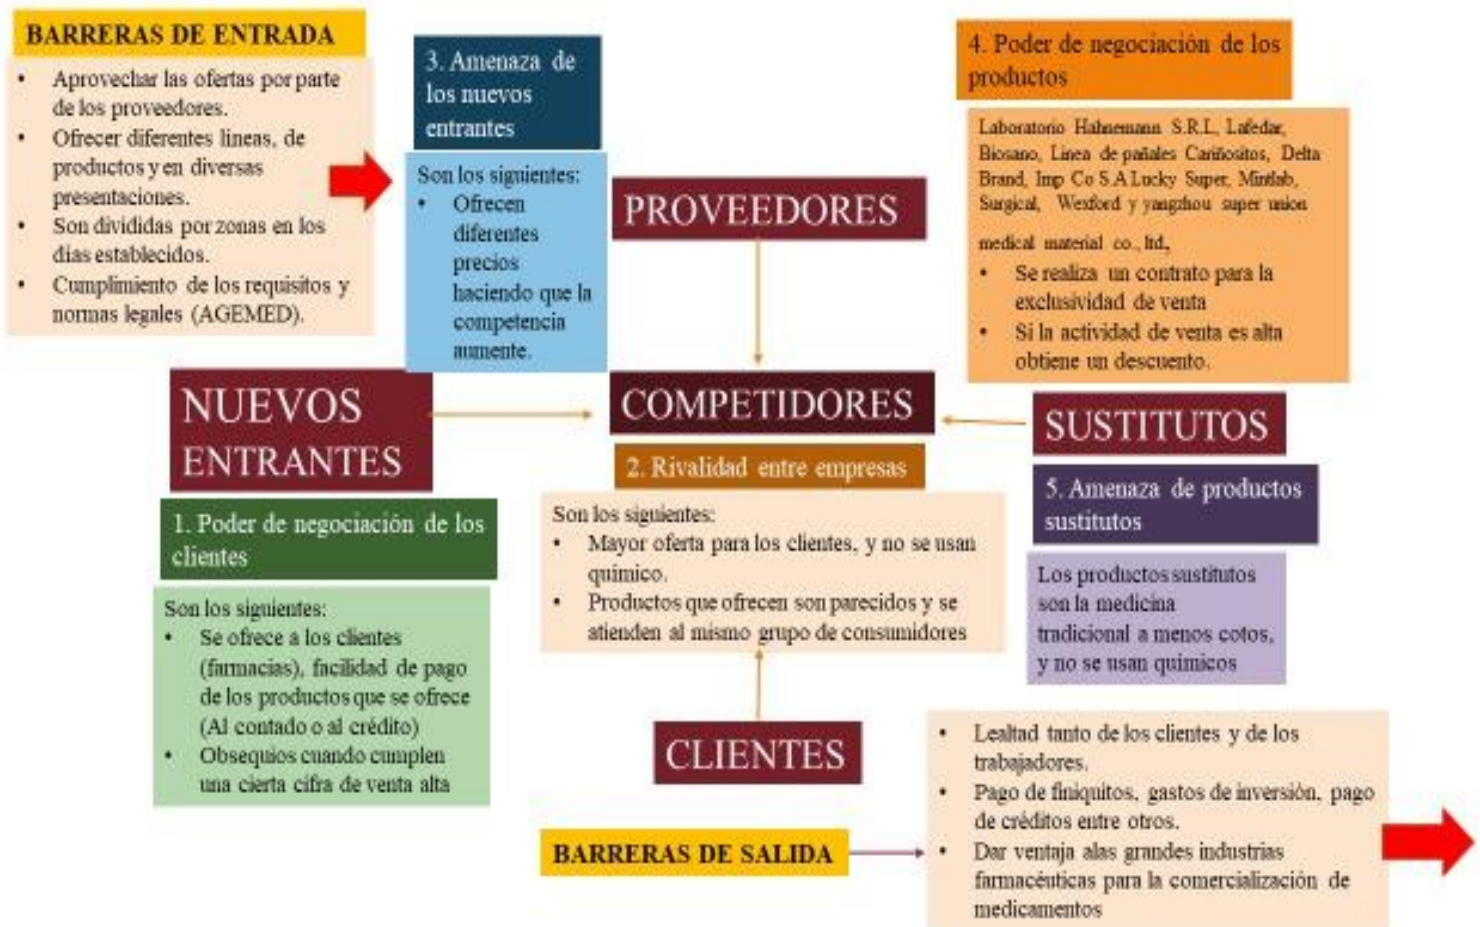 BARRERAS DE ENTRADA
• Aprovechar las ofertas por parte
de los proveedores.
• Ofrecer diferentes lineas, de
productos y en diversas
presentaciones.
• Son divididas por zonas en los
días establecidos.
• Cumplimiento de los requisitos y
normas legales (AGEMED).
3. Amenaza de
los nuevos
entrantes
Son los siguientes:
• Ofrecen
diferentes
precios
haciendo que la
competencia
aumente.
PROVEEDORES
4. Poder de negociación de los
productos
Laboratorio Hahnemann S.R.L, Lafedar,
Biosano, Linea de pañales Cariñositos, Delta
Brand, Imp Co S.A Lucky Super, Mintlab,
Surgical, Wexford y yangzhou super union
medical material co., ltd,
• Se realiza un contrato para la
exclusividad de venta
• Si la actividad de venta es alta
obtiene un descuento.
NUEVOS
ENTRANTES
COMPETIDORES
SUSTITUTOS
1. Poder de negociación de los
clientes
Son los siguientes:
• Se ofrece a los clientes
(farmacias), facilidad de pago
de los productos que se ofrece
(Al contado o al crédito)
• Obsequios cuando cumplen
una cierta cifra de venta alta
2. Rivalidad entre empresas
Son los siguientes:
• Mayor oferta para los clientes, y no se usan
químico.
• Productos que ofrecen son parecidos y se
atienden al mismo grupo de consumidores
5. Amenaza de productos
sustitutos
Los productos sustitutos
son la medicina
tradicional a menos cotos,
y no se usan químicos
CLIENTES
BARRERAS DE SALIDA
• Lealtad tanto de los clientes y de los
trabajadores.
• Pago de finiquitos, gastos de inversión, pago
de créditos entre otros.
• Dar ventaja alas grandes industrias
farmacéuticas para la comercialización de
medicamentos